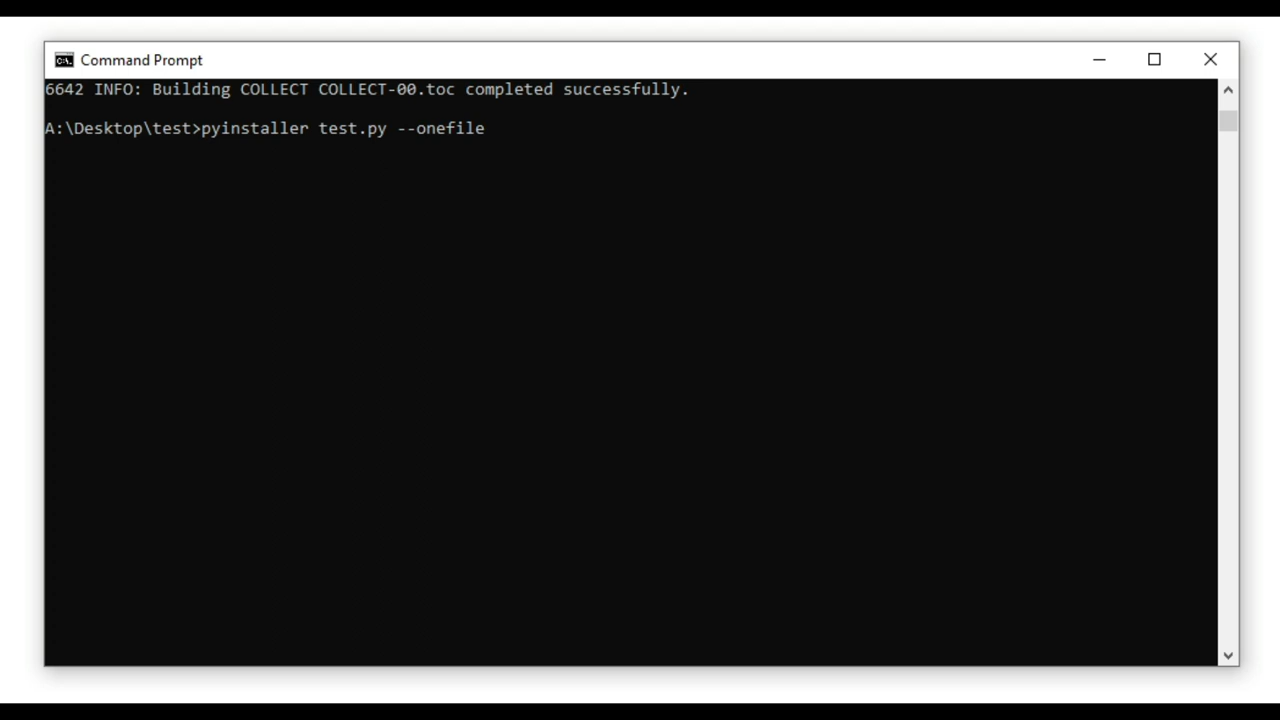 Command Prompt
6642 INFO: Building COLLECT COLLECT-00.toc completed successfully.
A:\Desktop\test>pyinstaller test.py --onefile